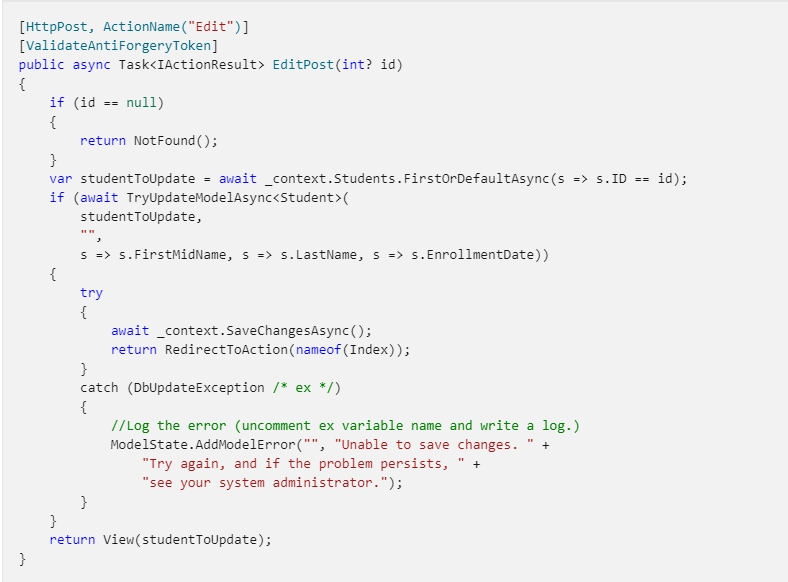 [HttpPost, ActionName("Edit")]
[ValidateAntiForgeryToken]
public async Task<IActionResult> EditPost(int? id)
{
    if (id == null)
    {
        return NotFound();
    }
    var studentToUpdate = await _context.Students.FirstOrDefaultAsync(s => s.ID == id);
    if (await TryUpdateModelAsync<Student>(
        studentToUpdate,
        "",
        s => s.FirstMidName, s => s.LastName, s => s.EnrollmentDate))
    {
        try
        {
            await _context.SaveChangesAsync();
            return RedirectToAction(nameof(Index));
        }
        catch (DbUpdateException /* ex */)
        {
            //Log the error (uncomment ex variable name and write a log.)
            ModelState.AddModelError("", "Unable to save changes. " +
                "Try again, and if the problem persists, " +
                "see your system administrator.");
        }
    }
    return View(studentToUpdate);
}